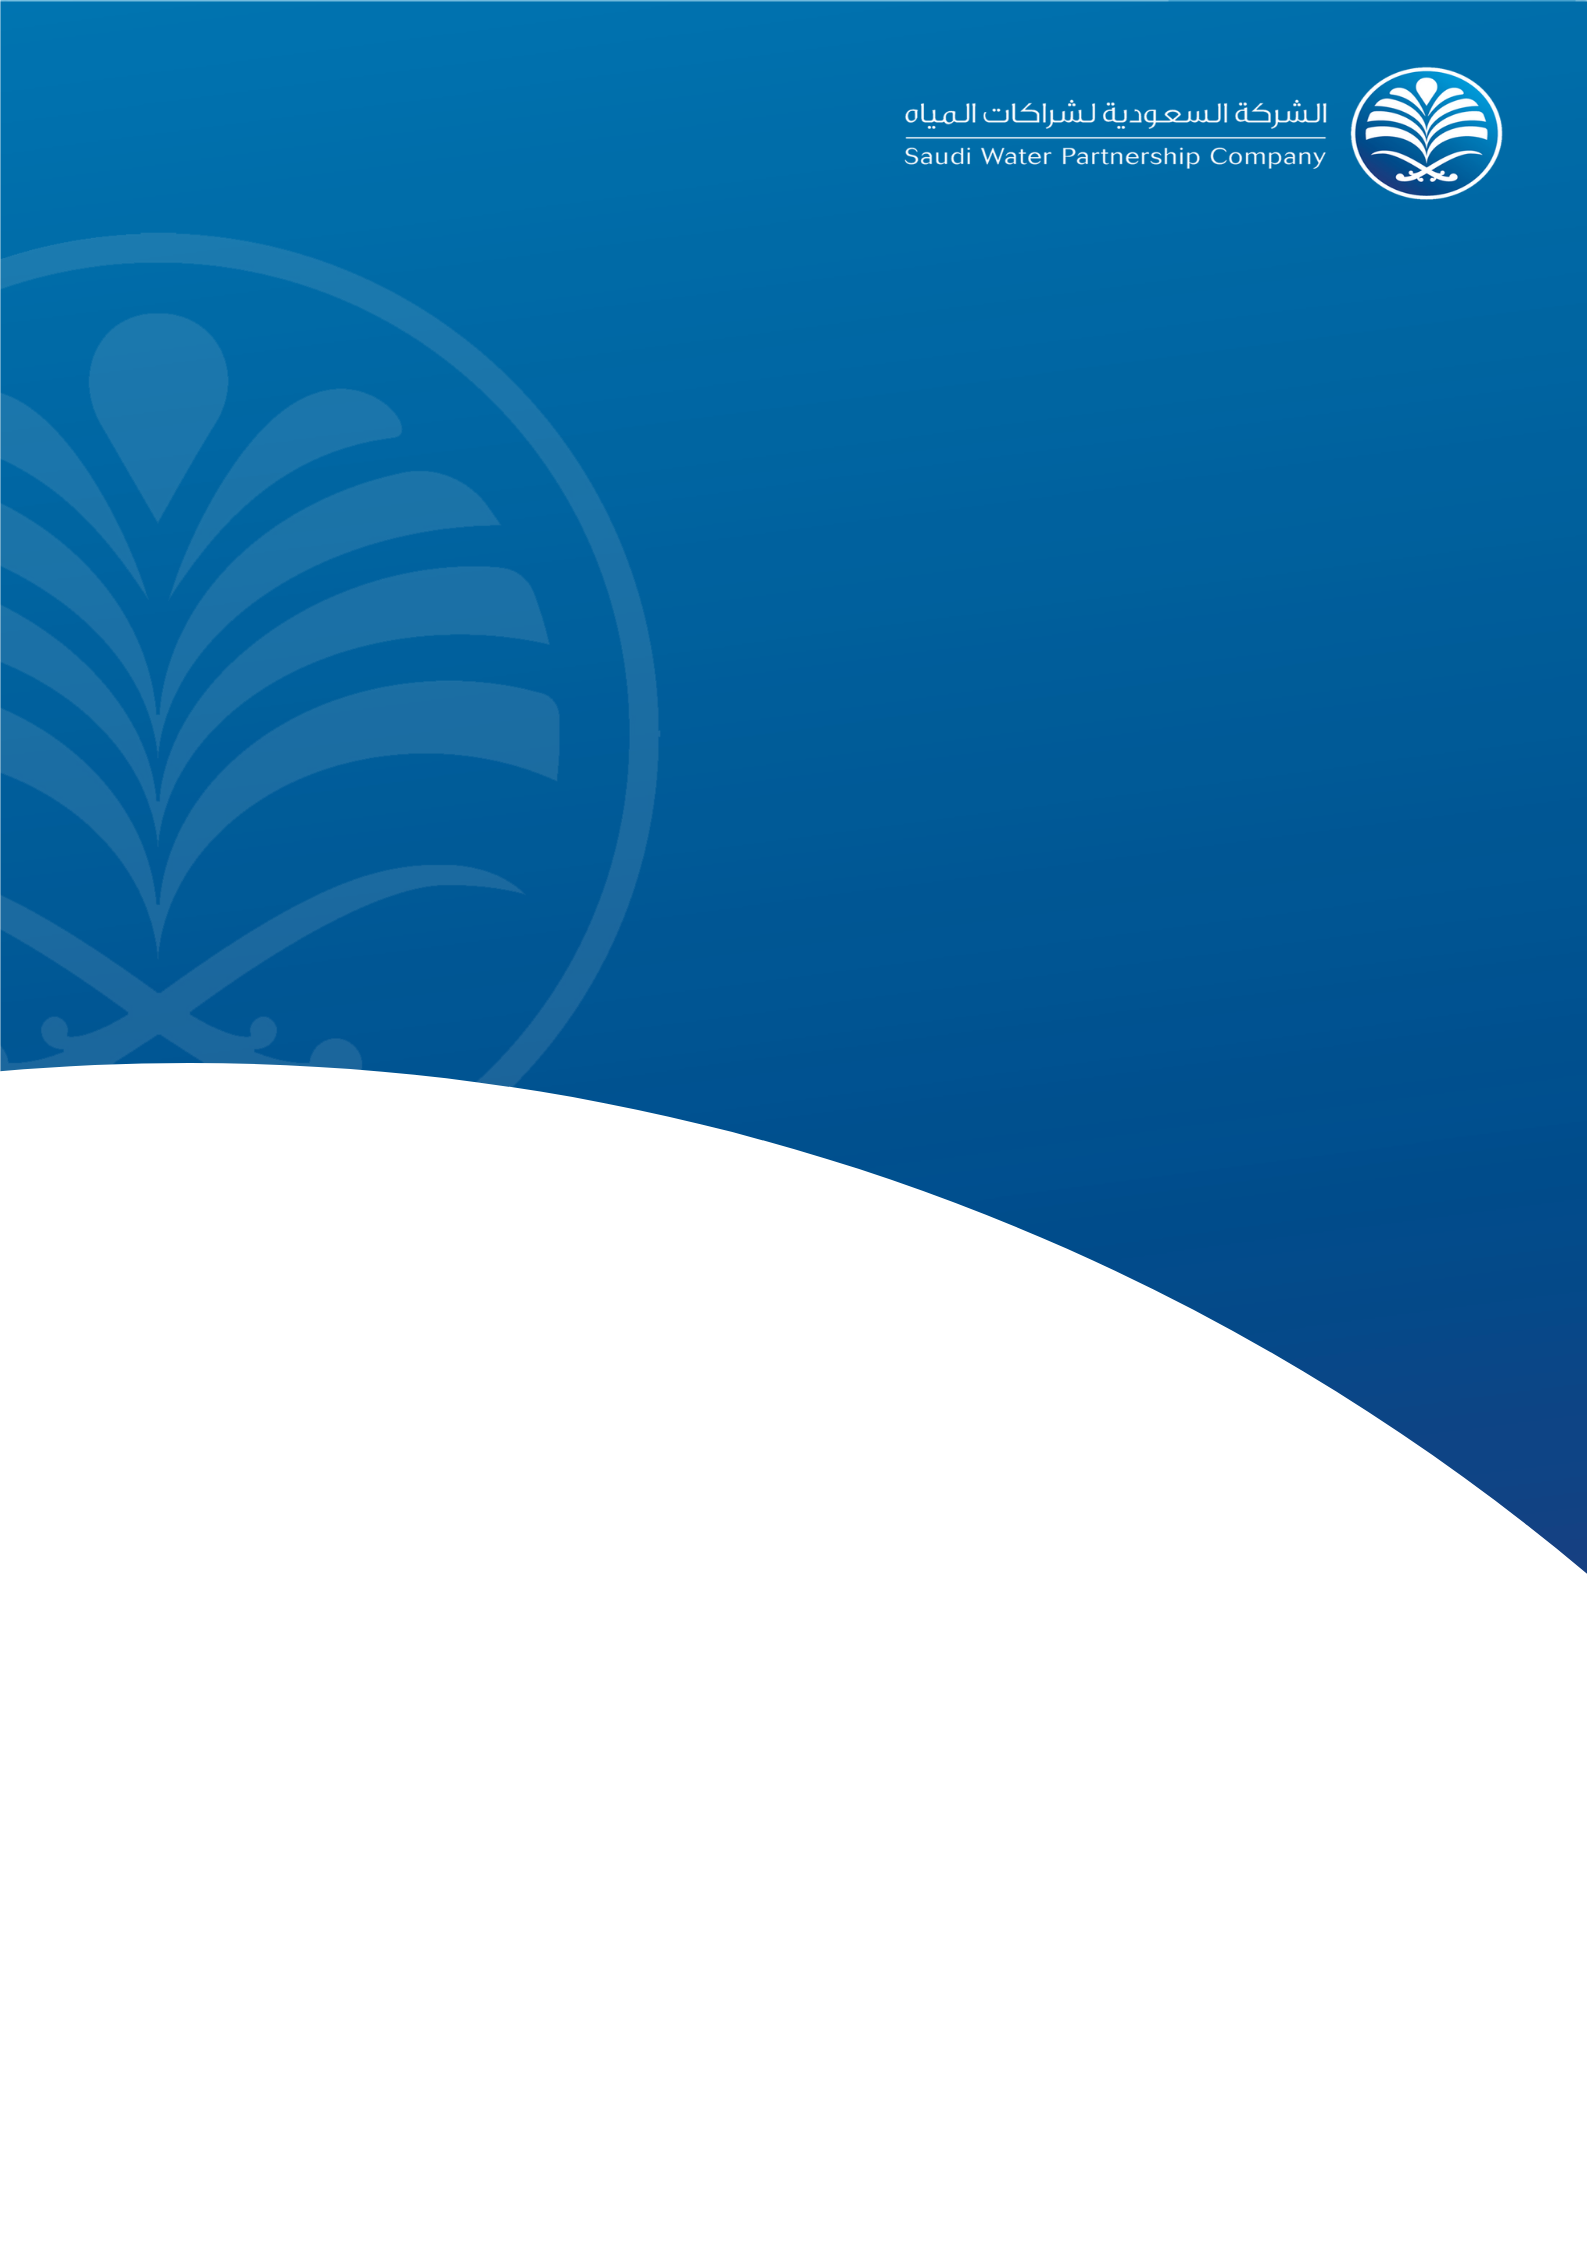 الشركة السعودية لشراكات المياه
Saudi Water Partnership Company